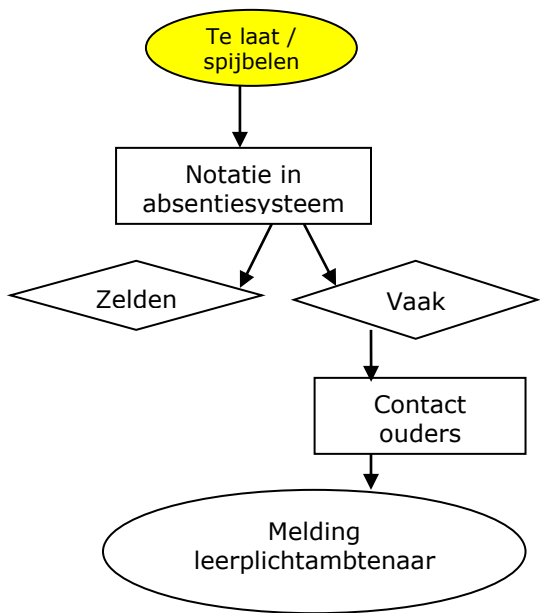 Te laat /
spijbelen
Notatie in
absentiesysteem
Zelden
Vaak
Contact
ouders
Melding
leerplichtambtenaar